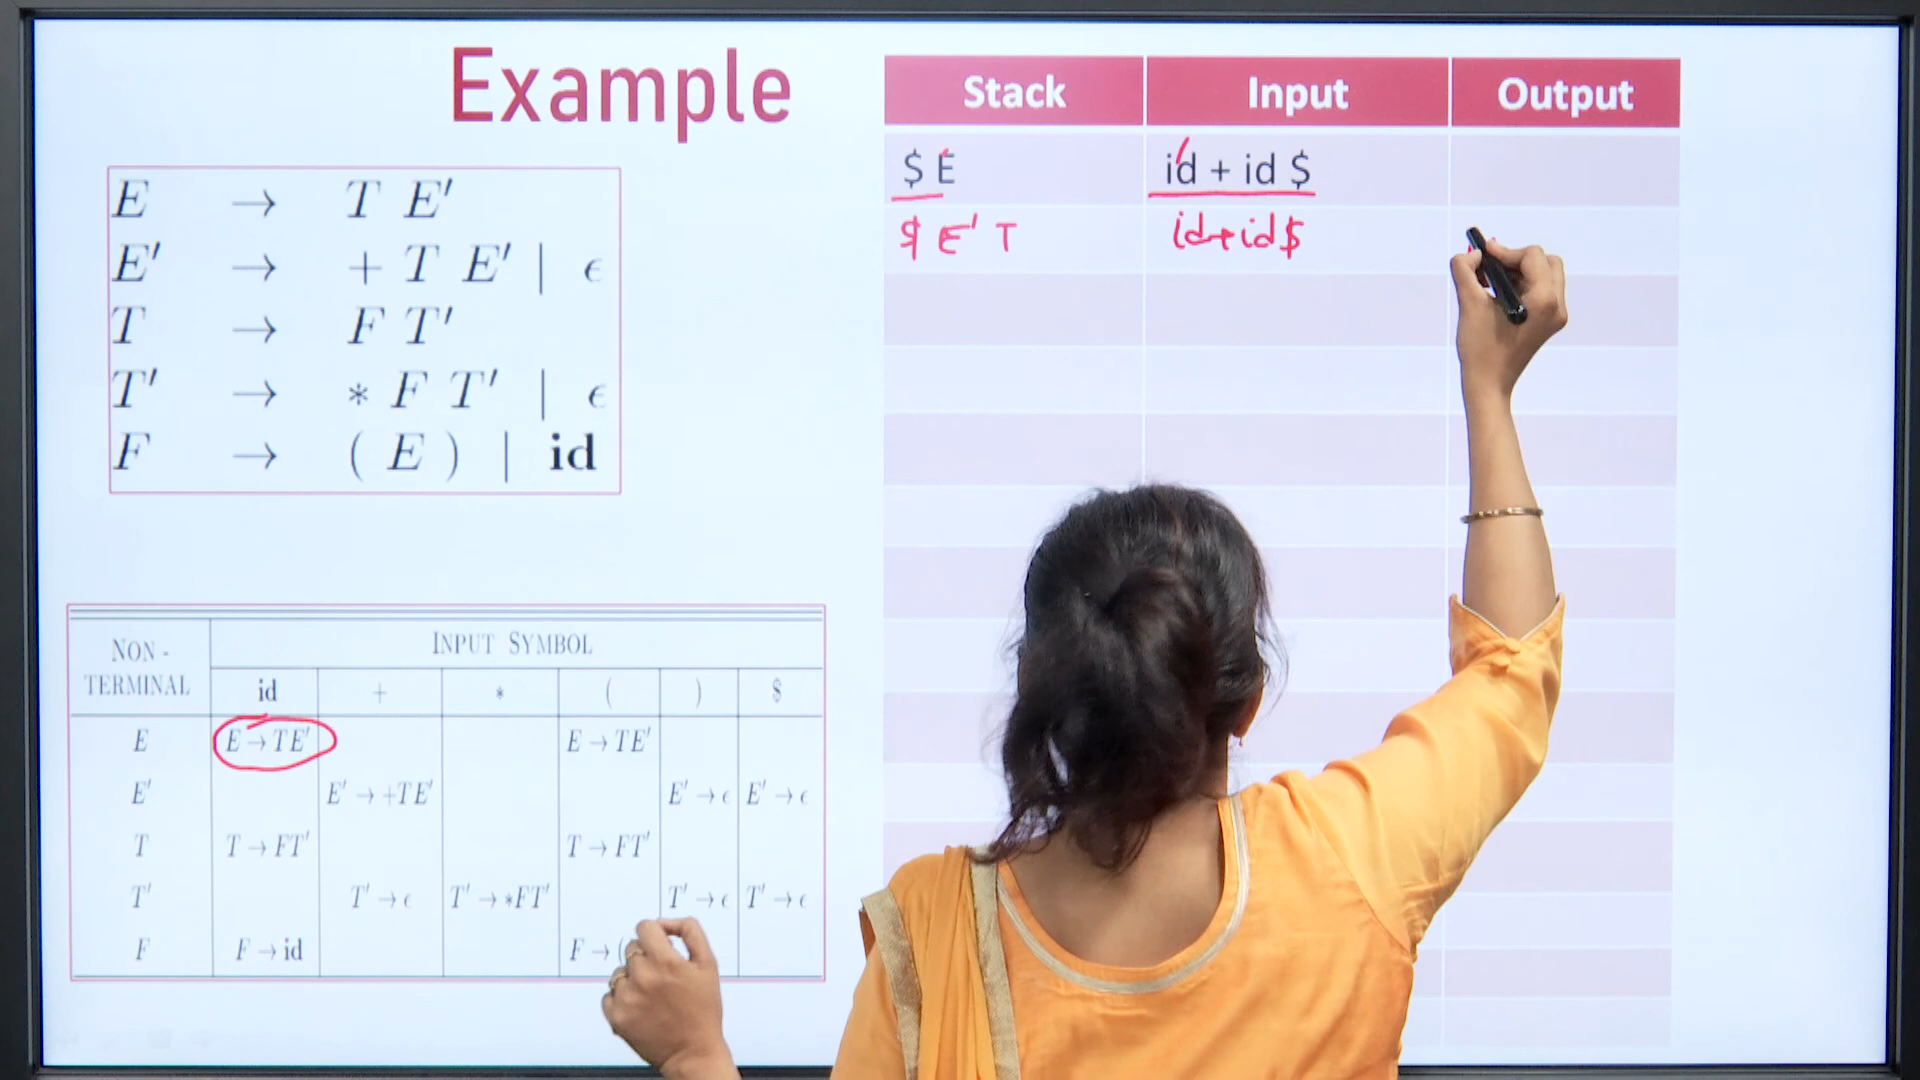 Example
E → T E′
E′ → + T E′ | ϵ
T → F T′
T′ → * F T′ | ϵ
F → ( E ) | id
NON - TERMINAL
INPUT SYMBOL
id + * ( ) $
E E → TE′ E → TE′
E′ E′ → +TE′ E′ → ϵ E′ → ϵ
T T → FT′ T → FT′
T′ T′ → ϵ T′ → *FT′ T′ → ϵ T′ → ϵ
F F → id F → (
Stack Input Output
$ E id + id $
$ E′ T id+id$